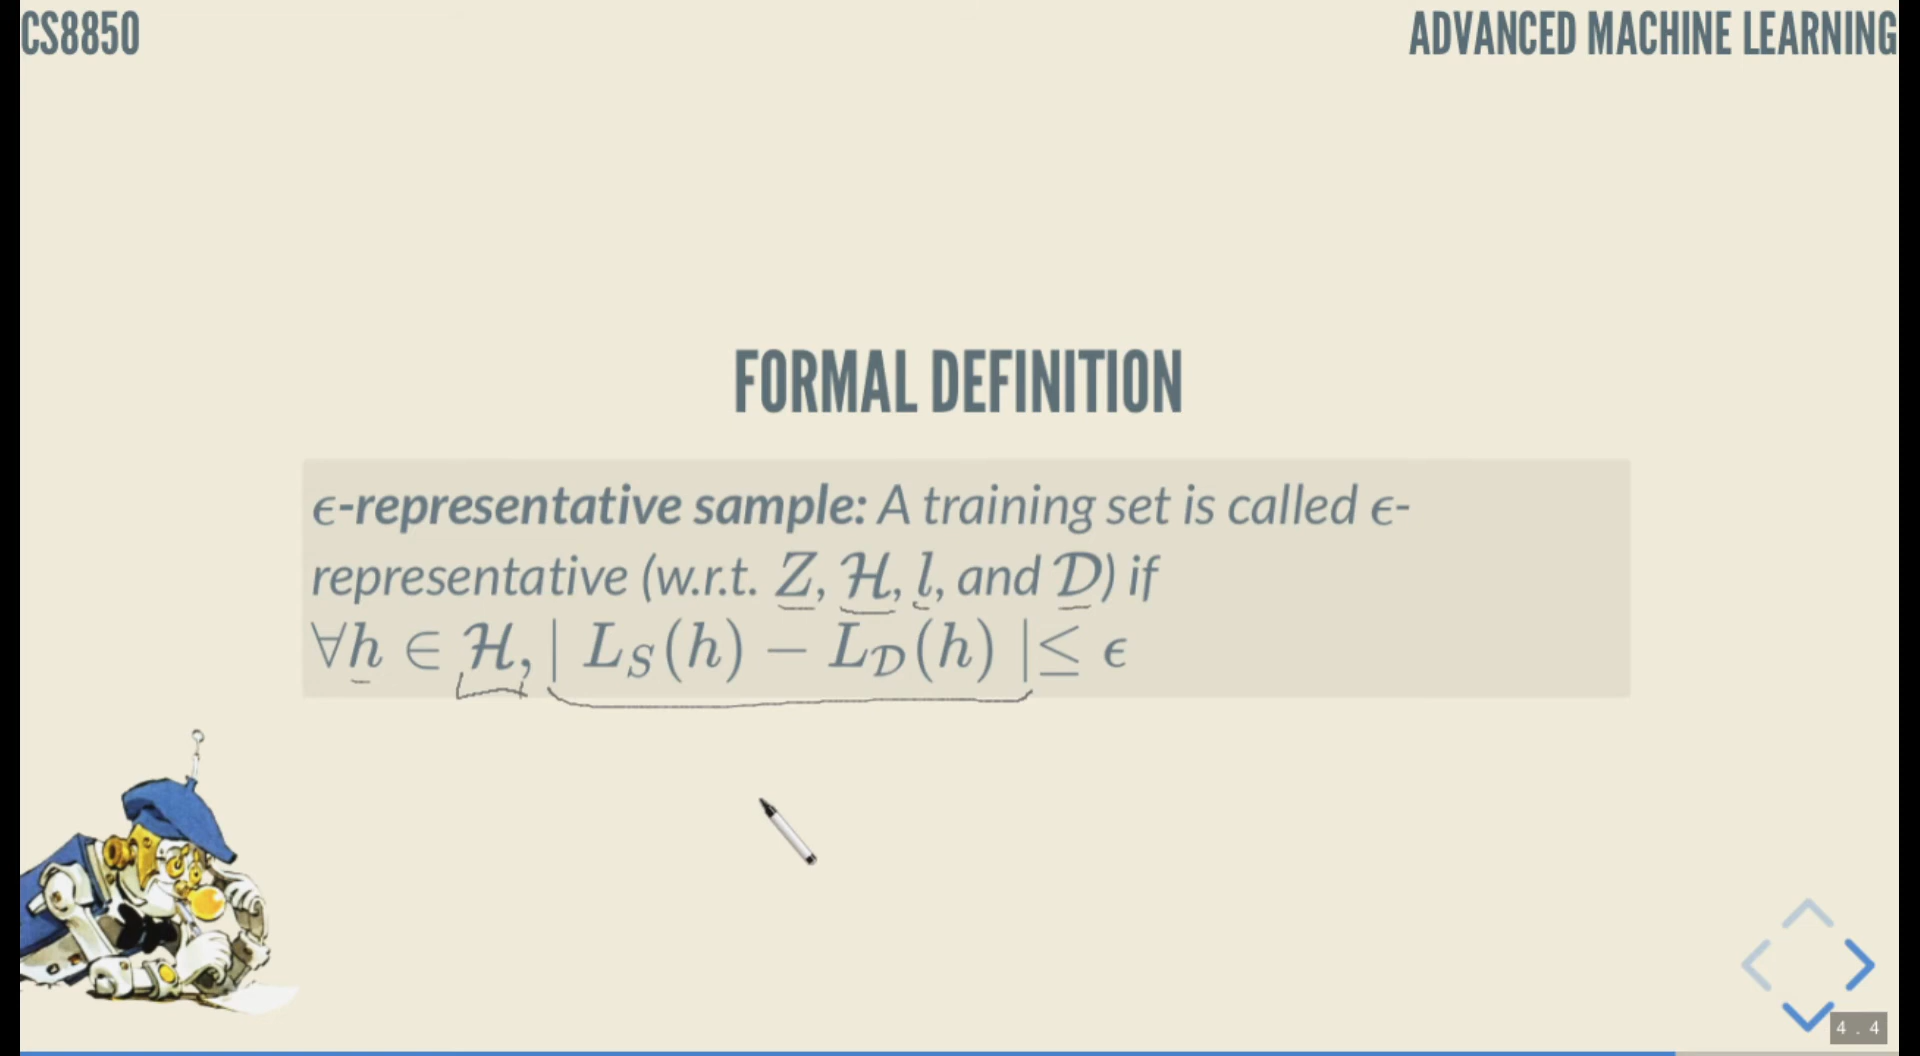 CS8850
ADVANCED MACHINE LEARNING
FORMAL DEFINITION
ϵ-representative sample: A training set is called ϵ-
representative (w.r.t. Z, ℋ, l, and 𝒟) if
∀h ∈ ℋ, | L_S(h) − L_𝒟(h) |≤ ϵ
4 . 4